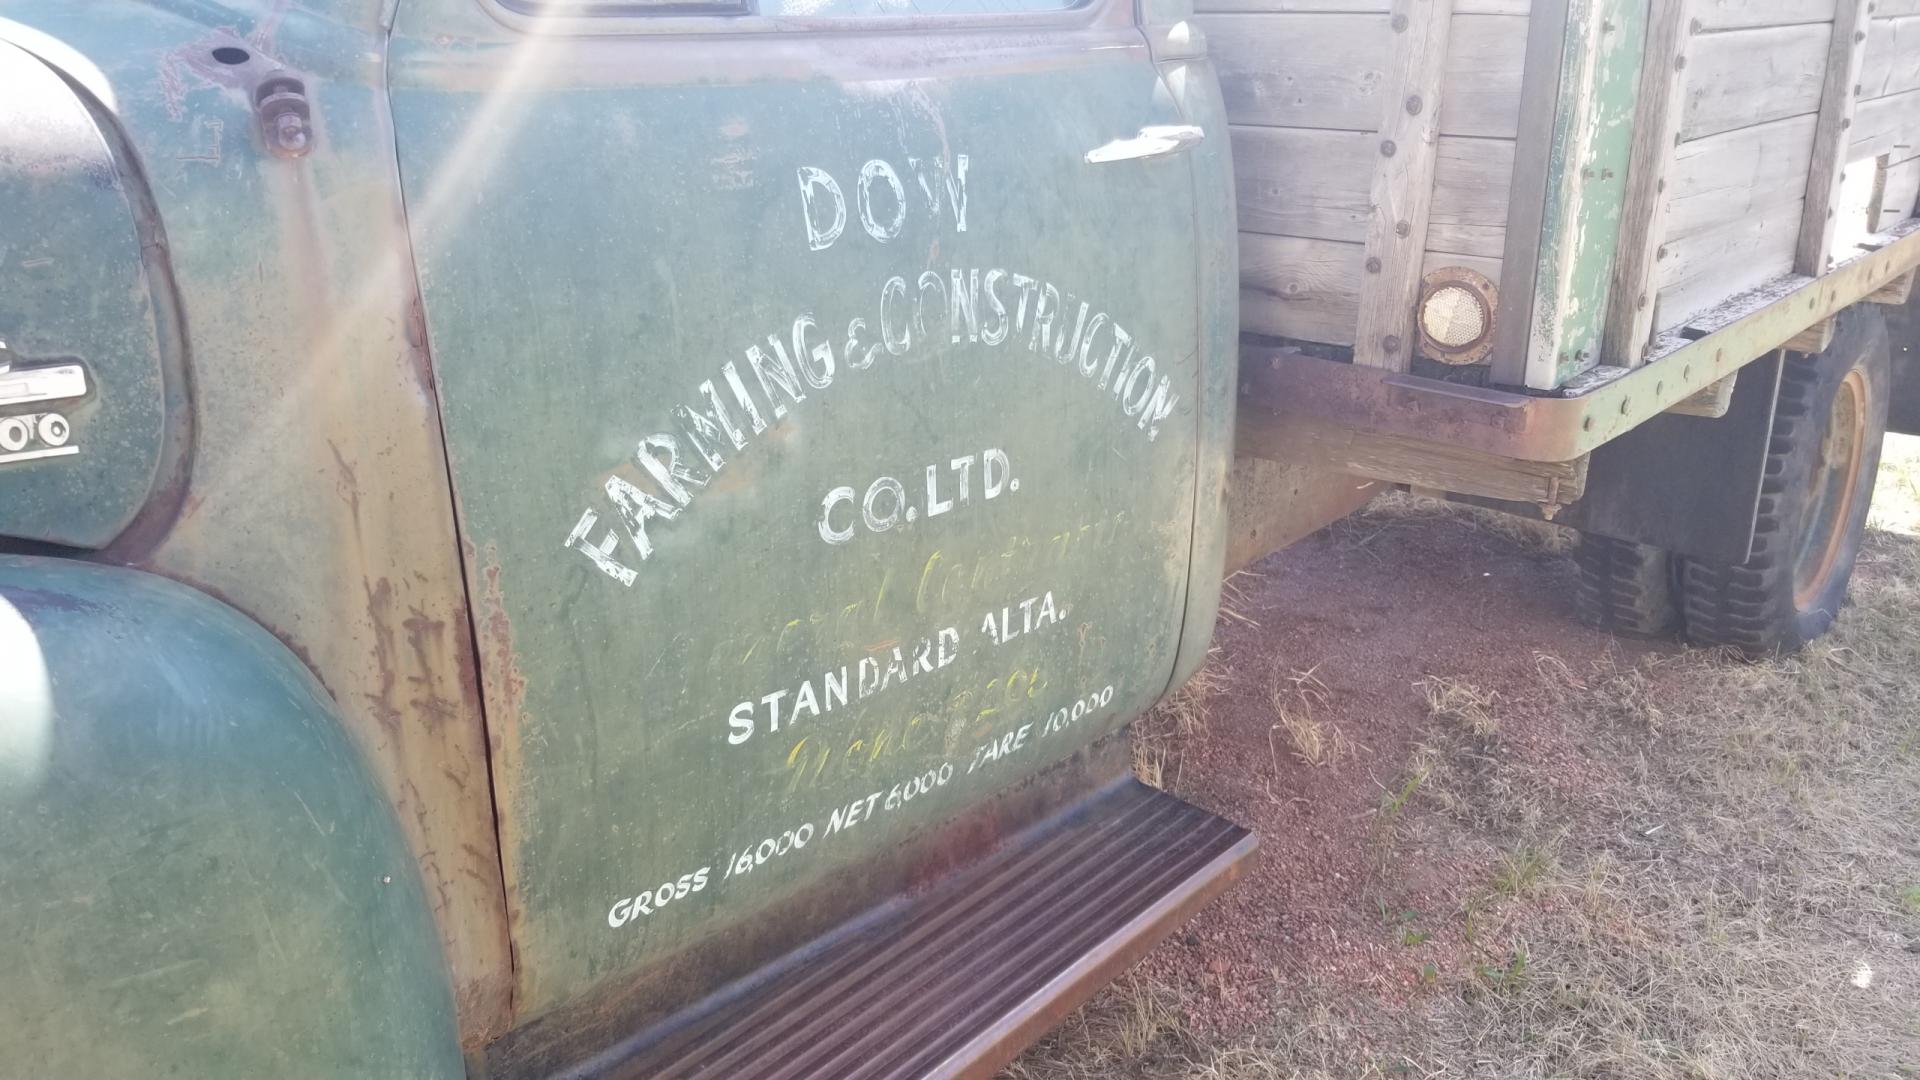 DOW
FARMING & CONSTRUCTION
CO. LTD.
STANDARD ALTA.
GROSS 16,000 NET 6,000 TARE 10,000